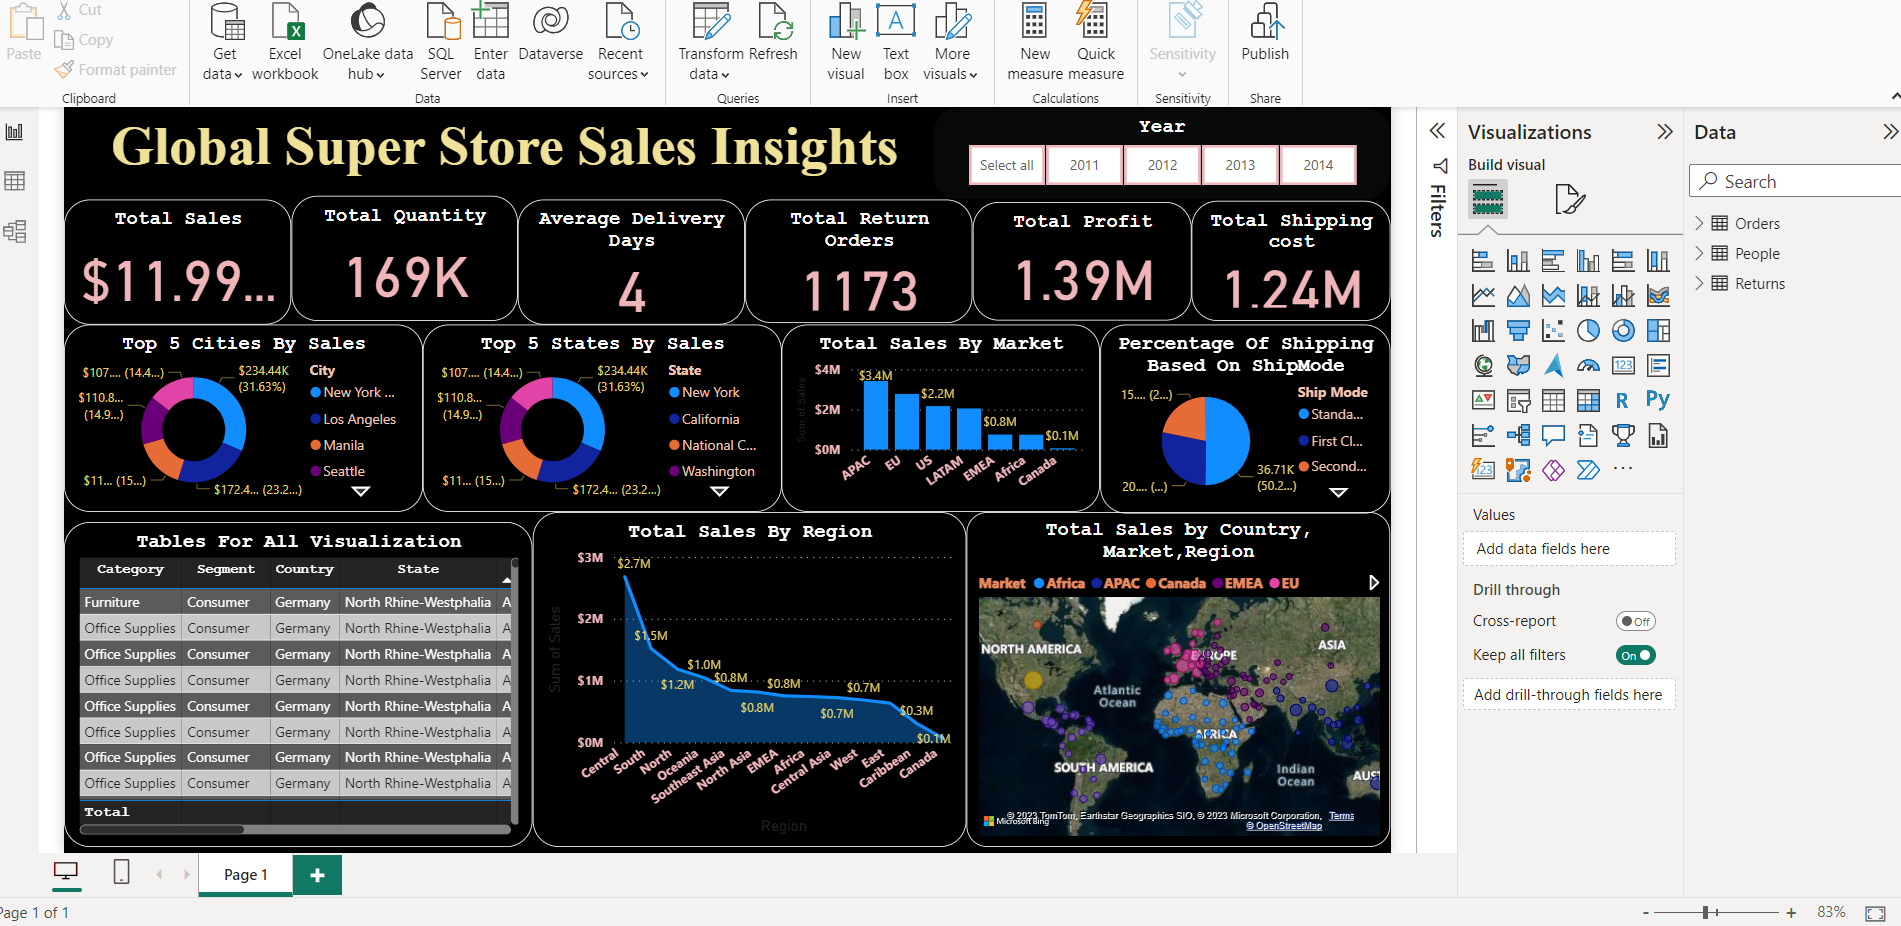 Paste
Cut
Copy
Format painter
Clipboard
Get data
Excel workbook
OneLake data hub
SQL Server
Enter data
Dataverse
Recent sources
Data
Transform data
Refresh
Queries
New visual
Text box
More visuals
Insert
New measure
Quick measure
Calculations
Sensitivity
Sensitivity
Publish
Share
Global Super Store Sales Insights
Year
Select all 2011 2012 2013 2014
Total Sales
$11.99...
Total Quantity
169K
Average Delivery
Days
4
Total Return
Orders
1173
Total Profit
1.39M
Total Shipping
cost
1.24M
Top 5 Cities By Sales
$107.... (14.4...)
$234.44K
(31.63%)
$110.8...
(14.9...)
$11... (15...)
$172.4... (23.2...)
City
New York ...
Los Angeles
Manila
Seattle
Top 5 States By Sales
$107.... (14.4...)
$234.44K
(31.63%)
$110.8...
(14.9...)
$11... (15...)
$172.4... (23.2...)
State
New York
California
National C...
Washington
Total Sales By Market
Sum of Sales
$4M
$2M
$0M
$3.4M
$2.2M
$0.8M
$0.1M
APAC
EU
US
LATAM
EMEA
Africa
Canada
Percentage Of Shipping
Based On ShipMode
15.... (2...)
36.71K
(50.2...)
20.... (...)
Ship Mode
Standa...
First Cl...
Second...
Tables For All Visualization
Category Segment Country State
Furniture Consumer Germany North Rhine-Westphalia A
Office Supplies Consumer Germany North Rhine-Westphalia A
Office Supplies Consumer Germany North Rhine-Westphalia A
Office Supplies Consumer Germany North Rhine-Westphalia A
Office Supplies Consumer Germany North Rhine-Westphalia A
Office Supplies Consumer Germany North Rhine-Westphalia A
Office Supplies Consumer Germany North Rhine-Westphalia A
Office Supplies Consumer Germany North Rhine-Westphalia A
Total
Total Sales By Region
Sum of Sales
$3M
$2M
$1M
$0M
$2.7M
$1.5M
$1.2M
$1.0M
$0.8M
$0.8M
$0.8M
$0.7M
$0.7M
$0.3M
$0.1M
Central
South
North
Oceania
Southeast Asia
North Asia
EMEA
Africa
Central Asia
West
East
Caribbean
Canada
Region
Total Sales by Country,
Market,Region
Market Africa APAC Canada EMEA EU
NORTH AMERICA
EUROPE
ASIA
Atlantic
Ocean
AFRICA
SOUTH AMERICA
Indian
Ocean
AUS
Microsoft Bing
© 2023 TomTom, Earthstar Geographics SIO, © 2023 Microsoft Corporation, Terms
© OpenStreetMap
Filters
Visualizations
Build visual
123
R
Py
123
...
Values
Add data fields here
Drill through
Cross-report
Off
Keep all filters
On
Add drill-through fields here
Data
Search
Orders
People
Returns
Page 1
+
Page 1 of 1
- + 83%